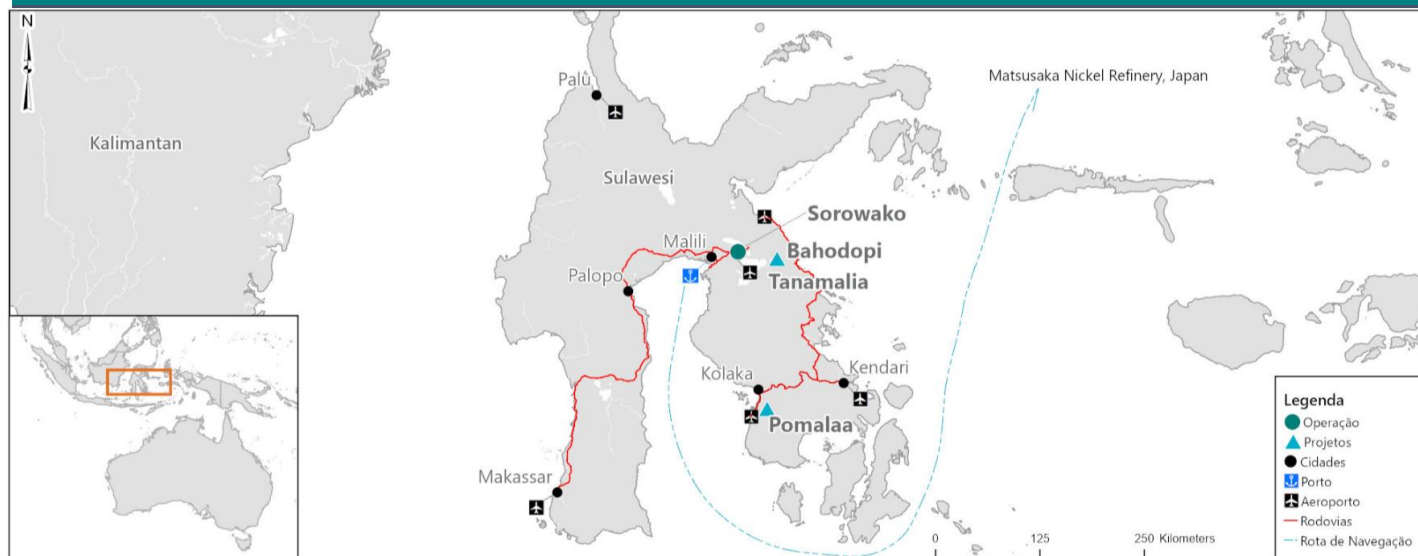 N
Palu
Matsusaka Nickel Refinery, Japan
Kalimantan
Sulawesi
Sorowako
Malili
Bahodopi
Tanamalia
Palopo
Kolaka
Kendari
Pomalaa
Makassar
0 125 250 Kilometers
Legenda
Operação
Projetos
Cidades
Porto
Aeroporto
Rodovias
Rota de Navegação